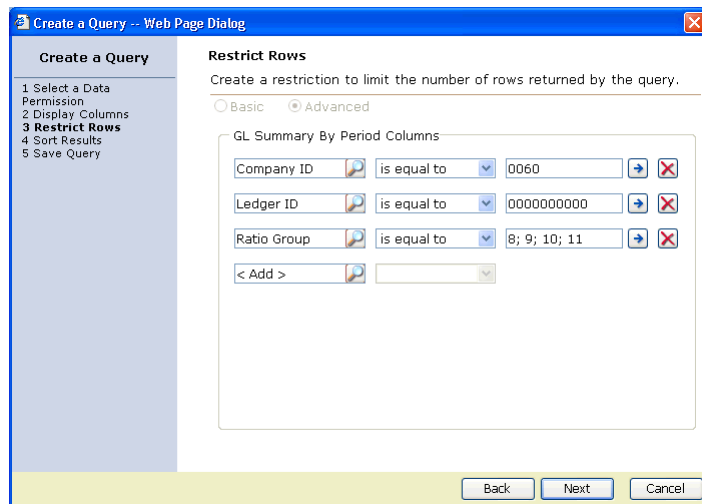 Create a Query -- Web Page Dialog
Create a Query
1 Select a Data
Permission
2 Display Columns
3 Restrict Rows
4 Sort Results
5 Save Query
Restrict Rows
Create a restriction to limit the number of rows returned by the query.
Basic Advanced
GL Summary By Period Columns
Company ID is equal to 0060
Ledger ID is equal to 0000000000
Ratio Group is equal to 8; 9; 10; 11
< Add >
Back Next Cancel